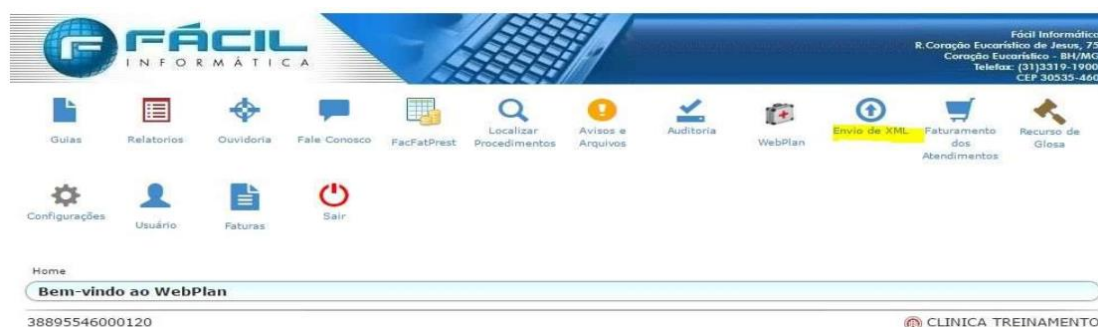 FÁCIL
INFORMÁTICA
Fácil Informática
R.Coração Eucarístico de Jesus, 75
Coração Eucarístico - BH/MG
Telefax: (31)3319-1900
CEP 30535-460
Guias
Relatorios
Ouvidoria
Fale Conosco
FacFatPrest
Localizar
Procedimentos
Avisos e
Arquivos
Auditoria
WebPlan
Envio de XML
Faturamento
dos
Atendimentos
Recurso de
Glosa
Configurações
Usuário
Faturas
Sair
Home
Bem-vindo ao WebPlan
38895546000120
CLINICA TREINAMENTO